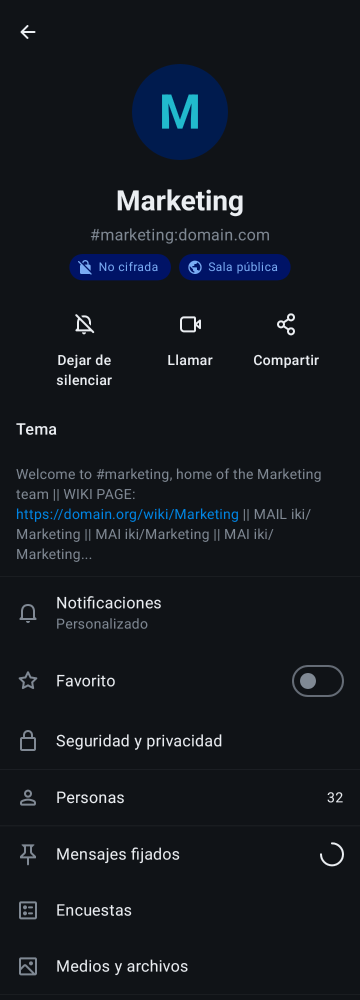 M
Marketing
#marketing:domain.com
No cifrada
Sala pública
Dejar de
silenciar
Llamar
Compartir
Tema
Welcome to #marketing, home of the Marketing
team || WIKI PAGE:
https://domain.org/wiki/Marketing || MAIL iki/
Marketing || MAI iki/Marketing || MAI iki/
Marketing...
Notificaciones
Personalizado
Favorito
Seguridad y privacidad
Personas
32
Mensajes fijados
Encuestas
Medios y archivos